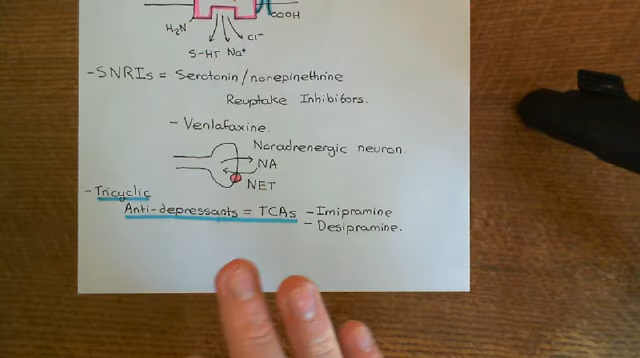 COOH
H₂N
Cl⁻
5-HT Na⁺
-SNRIs = Serotonin/norepinethrine
Reuptake Inhibitors.
- Venlafaxine.
Noradrenergic neuron.
NA
NET
- Tricyclic
Anti-depressants = TCAs - Imipramine
- Desipramine.